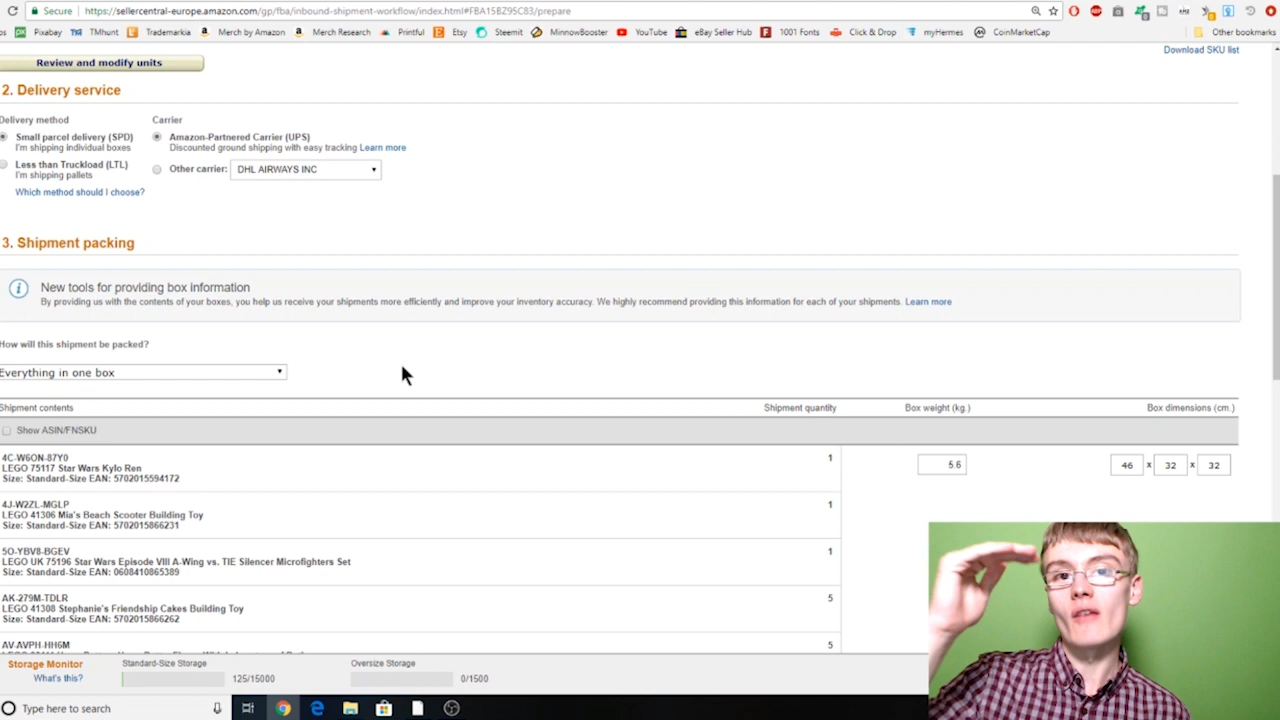 Secure
https://sellercentral-europe.amazon.com/gp/fba/inbound-shipment-workflow/index.html#FBA15BZ95C83/prepare
Pixabay TMhunt Trademarkia Merch by Amazon Merch Research Printful Etsy Steemit MinnowBooster YouTube eBay Seller Hub 1001 Fonts Click & Drop myHermes CoinMarketCap Other bookmarks
Review and modify units
Download SKU list
2. Delivery service
Delivery method Carrier
Small parcel delivery (SPD) Amazon-Partnered Carrier (UPS)
I'm shipping individual boxes Discounted ground shipping with easy tracking Learn more
Less than Truckload (LTL) Other carrier: DHL AIRWAYS INC
I'm shipping pallets
Which method should I choose?
3. Shipment packing
New tools for providing box information
By providing us with the contents of your boxes, you help us receive your shipments more efficiently and improve your inventory accuracy. We highly recommend providing this information for each of your shipments. Learn more
How will this shipment be packed?
Everything in one box
Shipment contents Shipment quantity Box weight (kg.) Box dimensions (cm.)
Show ASIN/FNSKU
4C-W6ON-87Y0 1
LEGO 75117 Star Wars Kylo Ren 5.6 46 x 32 x 32
Size: Standard-Size EAN: 5702015594172
4J-W2ZL-MGLP 1
LEGO 41306 Mia's Beach Scooter Building Toy
Size: Standard-Size EAN: 5702015866231
5O-YBV8-BGEV 1
LEGO UK 75196 Star Wars Episode VIII A-Wing vs. TIE Silencer Microfighters Set
Size: Standard-Size EAN: 0608410865389
AK-279M-TDLR 5
LEGO 41308 Stephanie's Friendship Cakes Building Toy
Size: Standard-Size EAN: 5702015866262
AV-AVPH-HH6M 5
Storage Monitor Standard-Size Storage Oversize Storage
What's this? 125/15000 0/1500
Type here to search